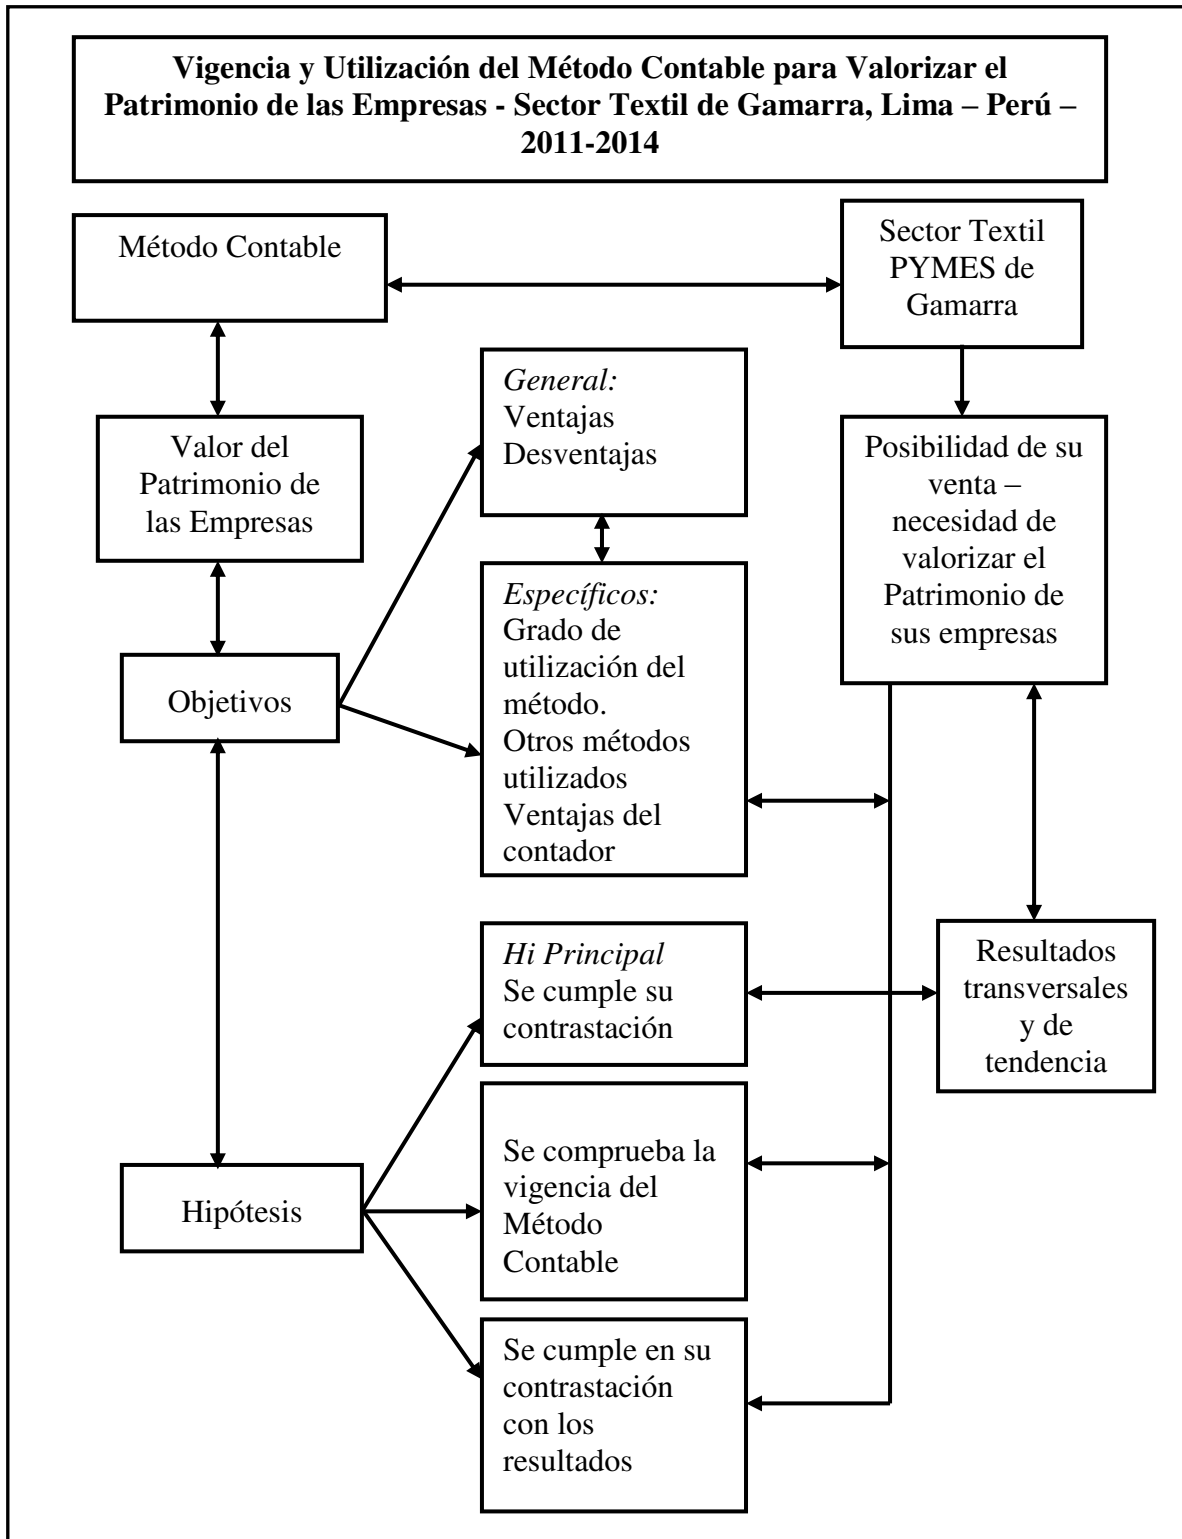 Vigencia y Utilización del Método Contable para Valorizar el
Patrimonio de las Empresas - Sector Textil de Gamarra, Lima – Perú –
2011-2014
Método Contable
Sector Textil
PYMES de
Gamarra
General:
Ventajas
Desventajas
Valor del
Patrimonio de
las Empresas
Posibilidad de su
venta –
necesidad de
valorizar el
Patrimonio de
sus empresas
Específicos:
Grado de
utilización del
método.
Otros métodos
utilizados
Ventajas del
contador
Objetivos
Hi Principal
Se cumple su
contrastación
Resultados
transversales
y de
tendencia
Se comprueba la
vigencia del
Método
Contable
Hipótesis
Se cumple en su
contrastación
con los
resultados